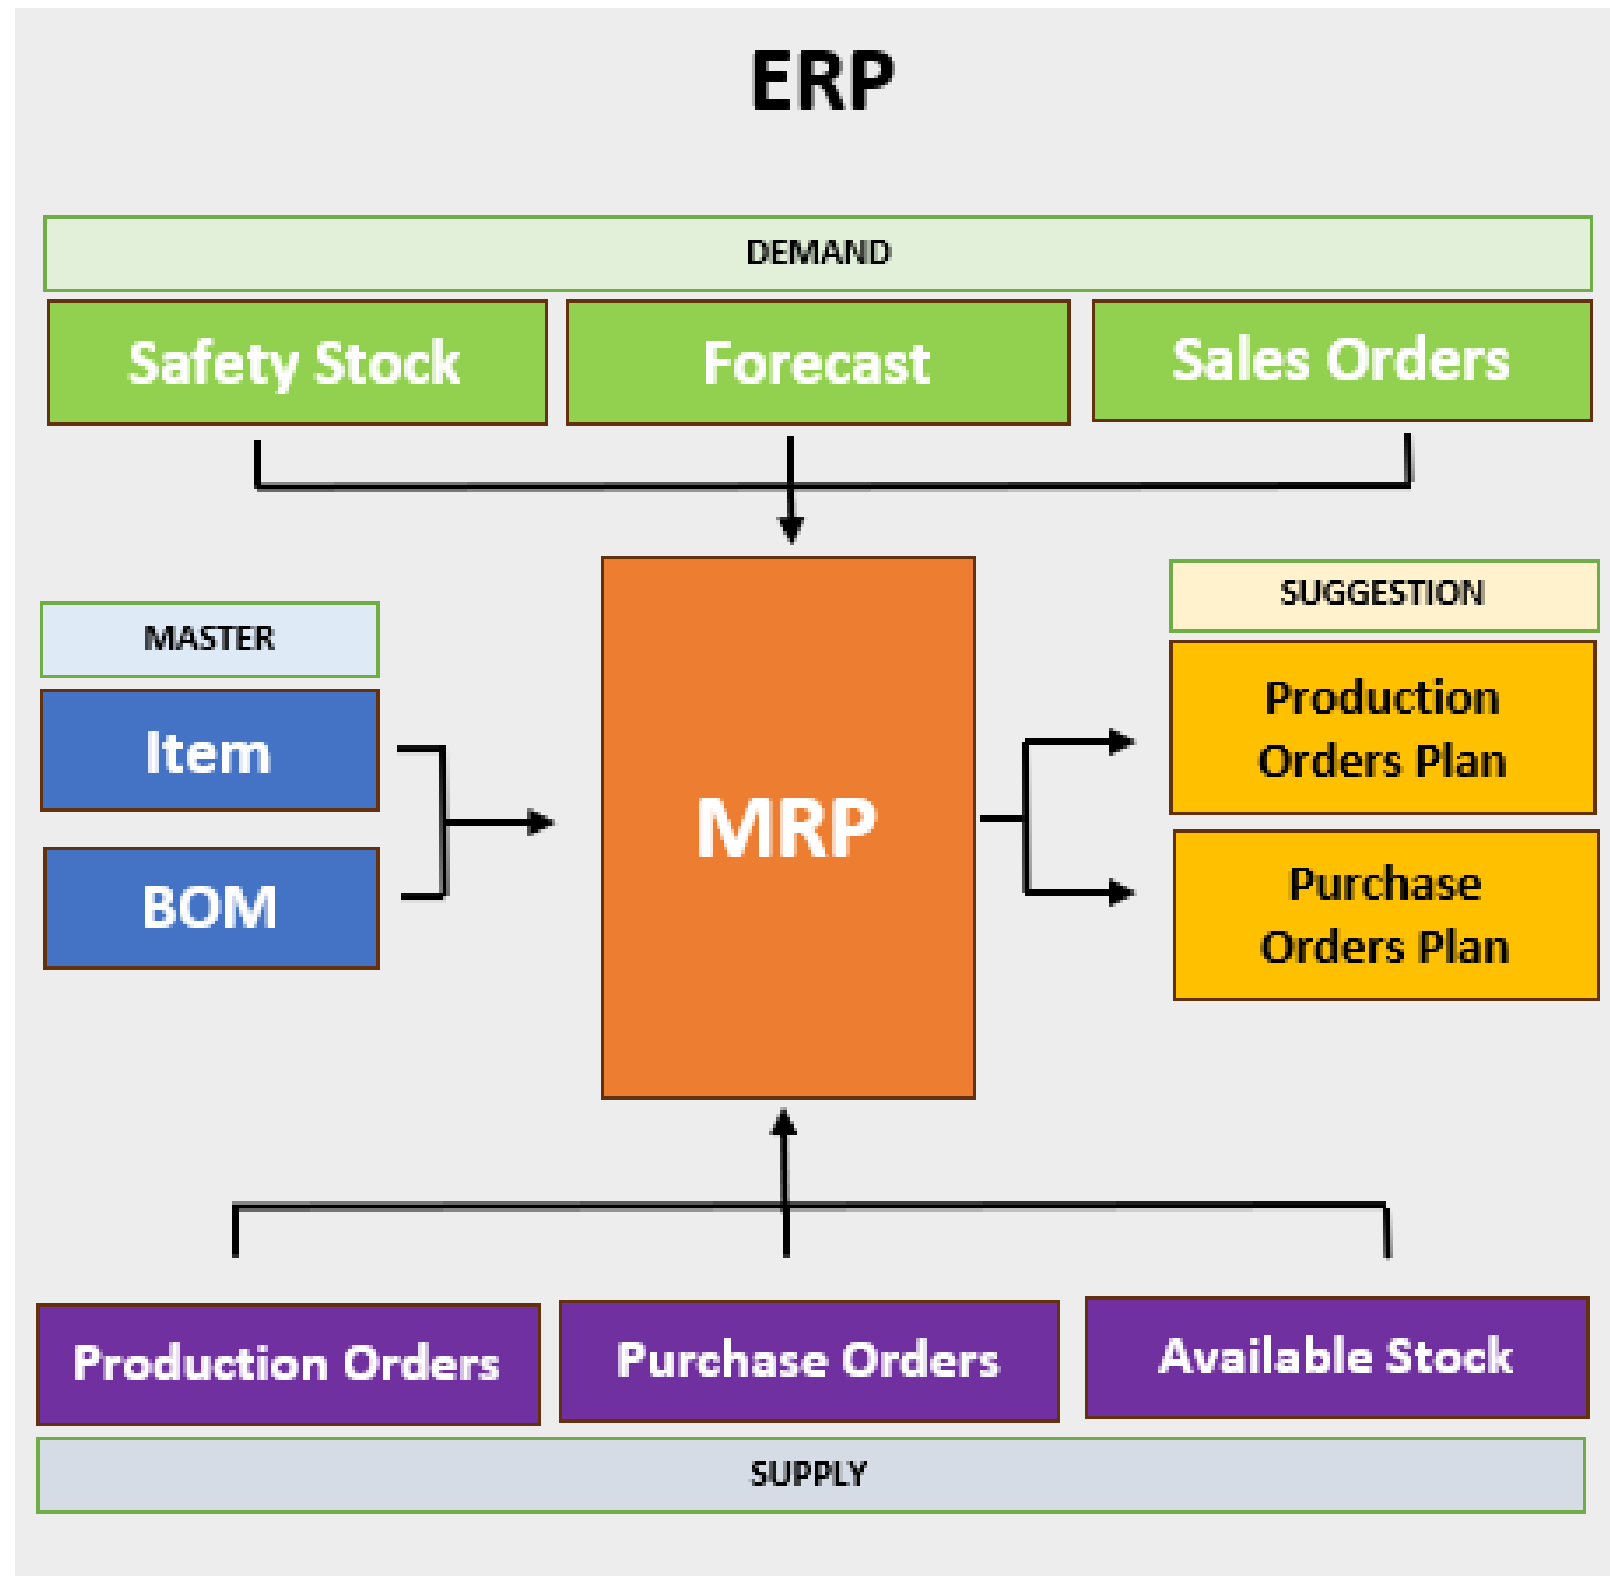 ERP
DEMAND
Safety Stock
Forecast
Sales Orders
MASTER
Item
BOM
MRP
SUGGESTION
Production
Orders Plan
Purchase
Orders Plan
Production Orders
Purchase Orders
Available Stock
SUPPLY